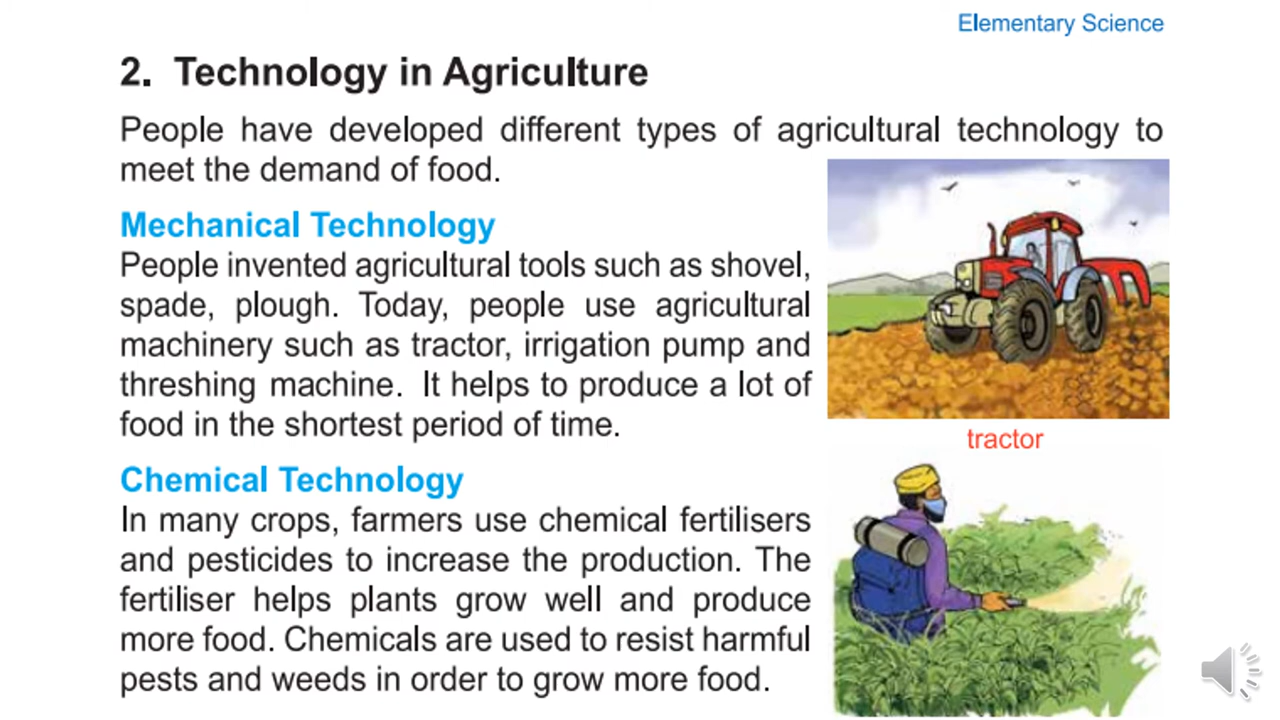 Elementary Science
2. Technology in Agriculture
People have developed different types of agricultural technology to
meet the demand of food.
Mechanical Technology
People invented agricultural tools such as shovel,
spade, plough. Today, people use agricultural
machinery such as tractor, irrigation pump and
threshing machine. It helps to produce a lot of
food in the shortest period of time.
tractor
Chemical Technology
In many crops, farmers use chemical fertilisers
and pesticides to increase the production. The
fertiliser helps plants grow well and produce
more food. Chemicals are used to resist harmful
pests and weeds in order to grow more food.